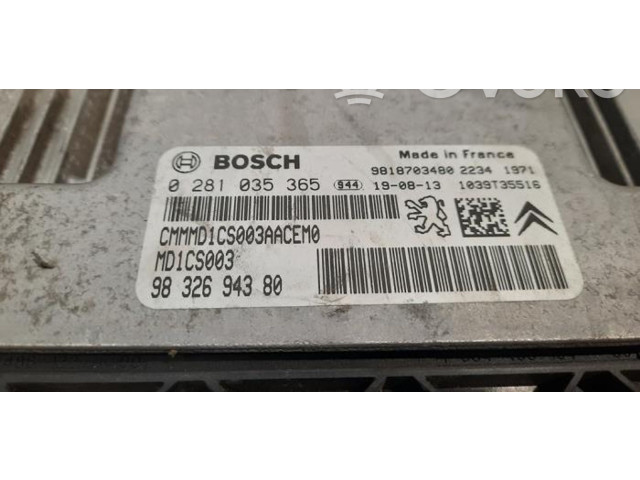 BOSCH
Made in France
9818703480 2234 1971
0 281 035 365 944 19-08-13 1039T35516
CMMMD1CS003AACEM0
MD1CS003
98 326 943 80